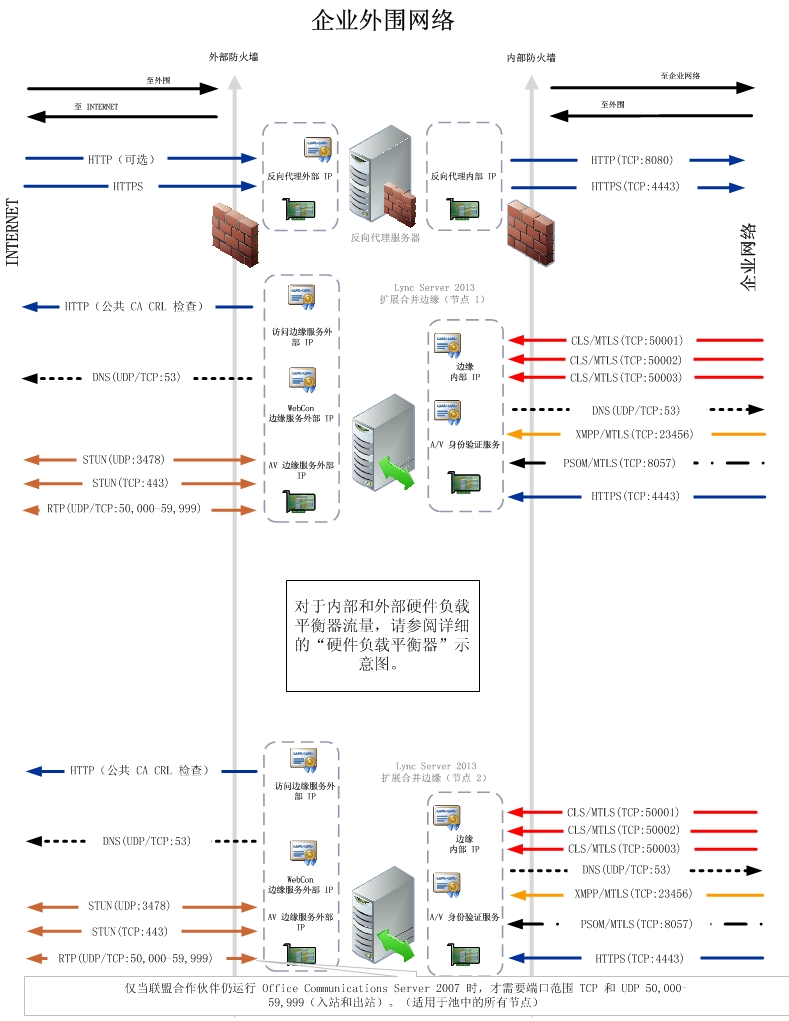 企业外围网络
外部防火墙
内部防火墙
至外围
至 INTERNET
至企业网络
至外围
HTTP（可选）
HTTPS
反向代理外部 IP
反向代理内部 IP
HTTP(TCP:8080)
HTTPS(TCP:4443)
反向代理服务器
INTERNET
企业网络
Lync Server 2013
扩展合并边缘（节点 1）
HTTP（公共 CA CRL 检查）
访问边缘服务外
部 IP
DNS(UDP/TCP:53)
WebCon
边缘服务外部 IP
STUN(UDP:3478)
STUN(TCP:443)
RTP(UDP/TCP:50,000-59,999)
AV 边缘服务外部
IP
边缘
内部 IP
A/V 身份验证服务
CLS/MTLS(TCP:50001)
CLS/MTLS(TCP:50002)
CLS/MTLS(TCP:50003)
DNS(UDP/TCP:53)
XMPP/MTLS(TCP:23456)
PSOM/MTLS(TCP:8057)
HTTPS(TCP:4443)
对于内部和外部硬件负载
平衡器流量，请参阅详细
的“硬件负载平衡器”示
意图。
Lync Server 2013
扩展合并边缘（节点 2）
HTTP（公共 CA CRL 检查）
访问边缘服务外
部 IP
DNS(UDP/TCP:53)
WebCon
边缘服务外部 IP
STUN(UDP:3478)
STUN(TCP:443)
RTP(UDP/TCP:50,000-59,999)
AV 边缘服务外部
IP
边缘
内部 IP
A/V 身份验证服务
CLS/MTLS(TCP:50001)
CLS/MTLS(TCP:50002)
CLS/MTLS(TCP:50003)
DNS(UDP/TCP:53)
XMPP/MTLS(TCP:23456)
PSOM/MTLS(TCP:8057)
HTTPS(TCP:4443)
仅当联盟合作伙伴仍运行 Office Communications Server 2007 时，才需要端口范围 TCP 和 UDP 50,000-
59,999（入站和出站）。（适用于池中的所有节点）